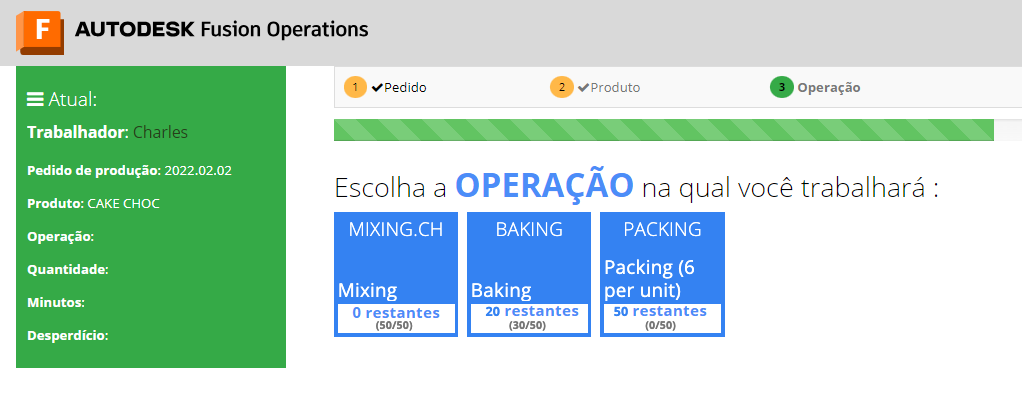 F AUTODESK Fusion Operations
Atual:
Trabalhador: Charles
Pedido de produção: 2022.02.02
Produto: CAKE CHOC
Operação:
Quantidade:
Minutos:
Desperdício:
1 Pedido 2 Produto 3 Operação
Escolha a OPERAÇÃO na qual você trabalhará :
MIXING.CH
Mixing
0 restantes
(50/50)
BAKING
Baking
20 restantes
(30/50)
PACKING
Packing (6
per unit)
50 restantes
(0/50)